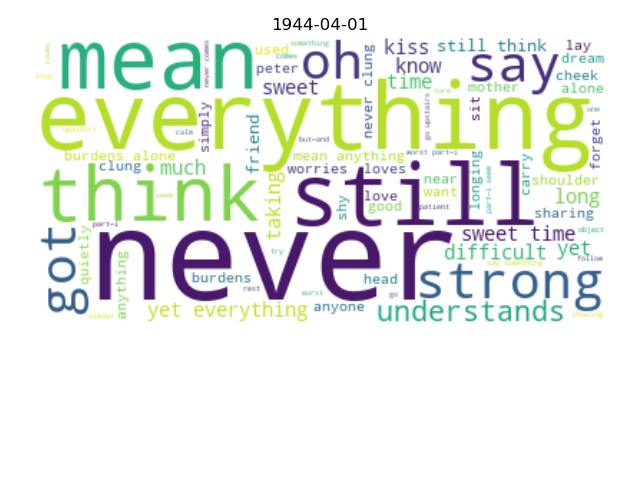 1944-04-01
rooms
mean
never comes
used
something
comes
oh
never clung
kiss
still think
say
lay
dream
stop
peter
sweet
know
time
mother
cheek
alone
everything
simply
friend
but—and
go upstairs
sure
sit
one
forget
upstairs
calm
burdens alone
clung
much
mean anything
worries
loves
worst part—i
near
want
longing
part—i seem
carry
shoulder
long
think
seem
taking
still
shy
love
good
patient
sharing
got
quietly
part—i
never
sweet time
difficult
yet
object
follow
anything
try
burdens
rest
worst
head
go
say something
strong
always
yet everything
anyone
understands
chasing